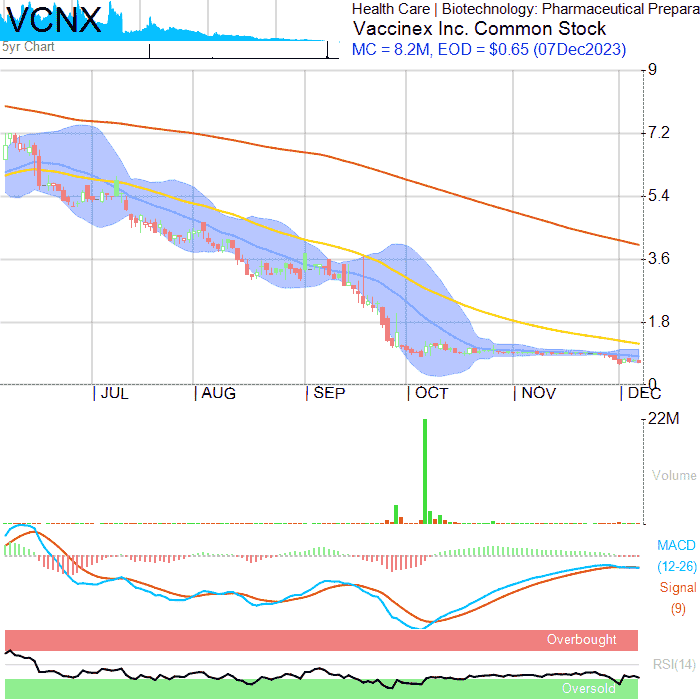 VCNX
Health Care | Biotechnology: Pharmaceutical Prepara
Vaccinex Inc. Common Stock
5yr Chart
MC = 8.2M, EOD = $0.65 (07Dec2023)
9
7.2
5.4
3.6
1.8
0
JUL AUG SEP OCT NOV DEC
22M
Volume
MACD
(12-26)
Signal
(9)
Overbought
RSI(14)
Oversold